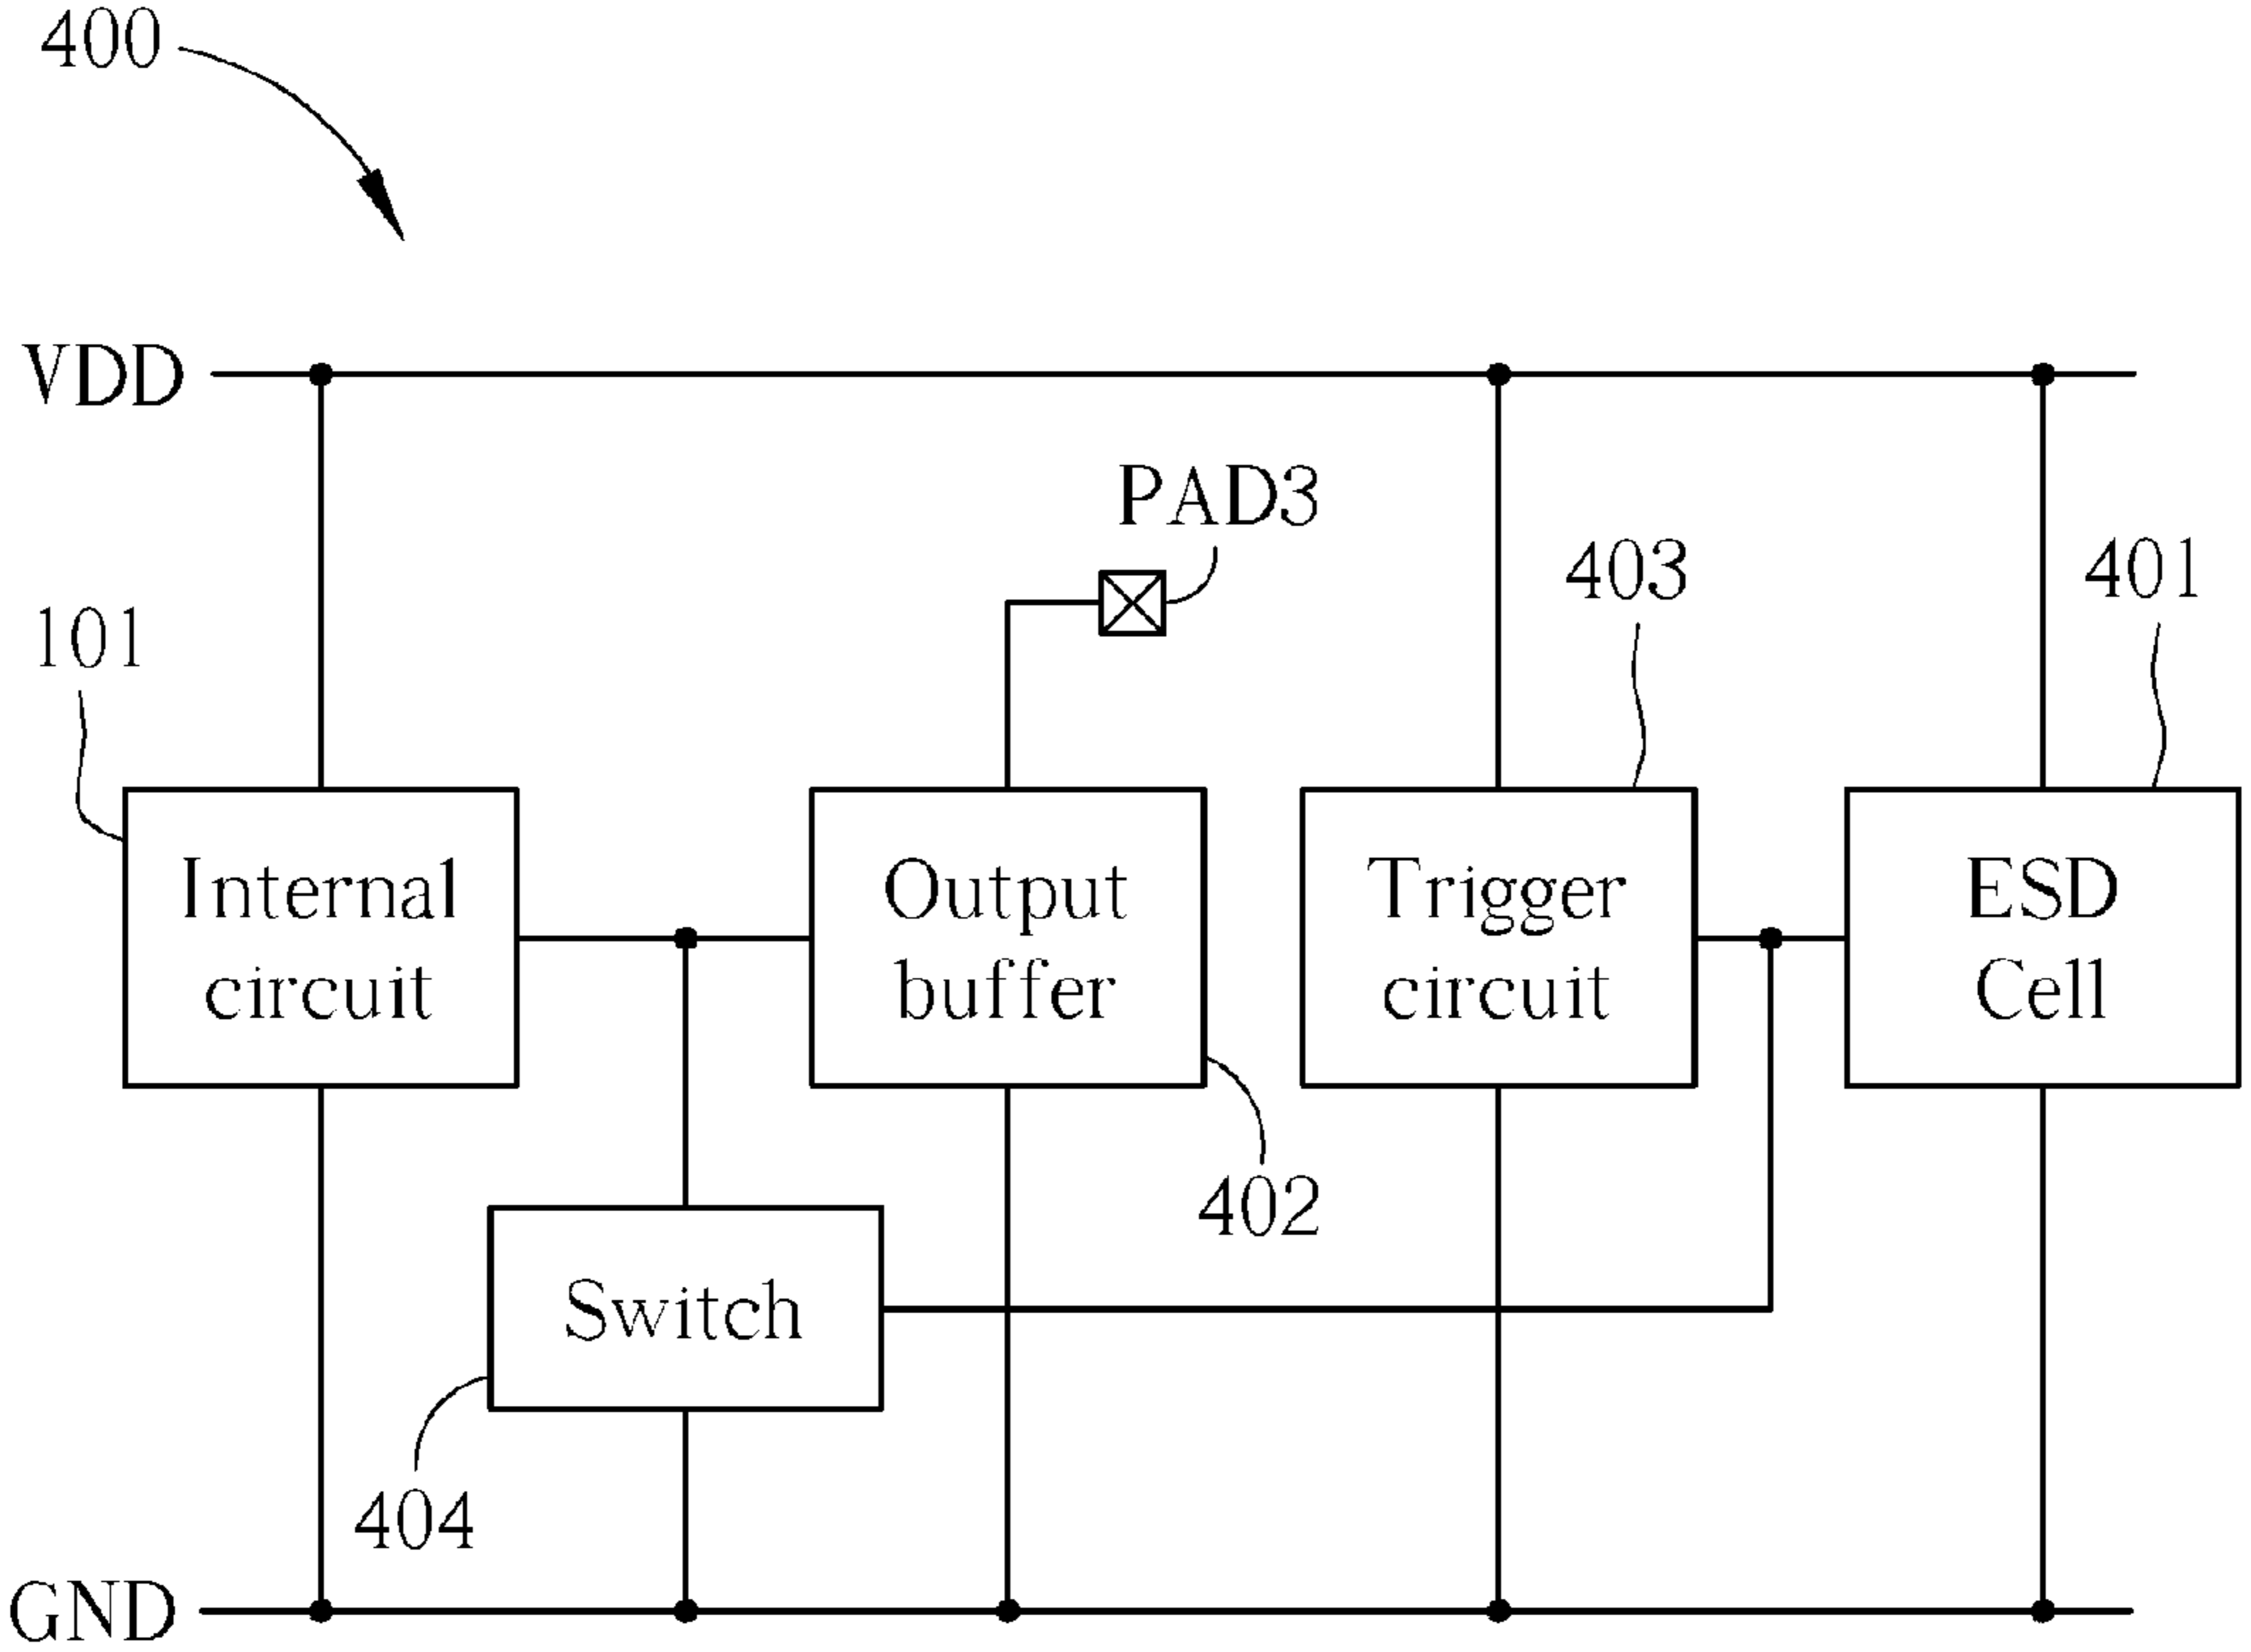 400
VDD
PAD3
403
401
101
Internal
circuit
Output
buffer
Trigger
circuit
ESD
Cell
402
Switch
404
GND